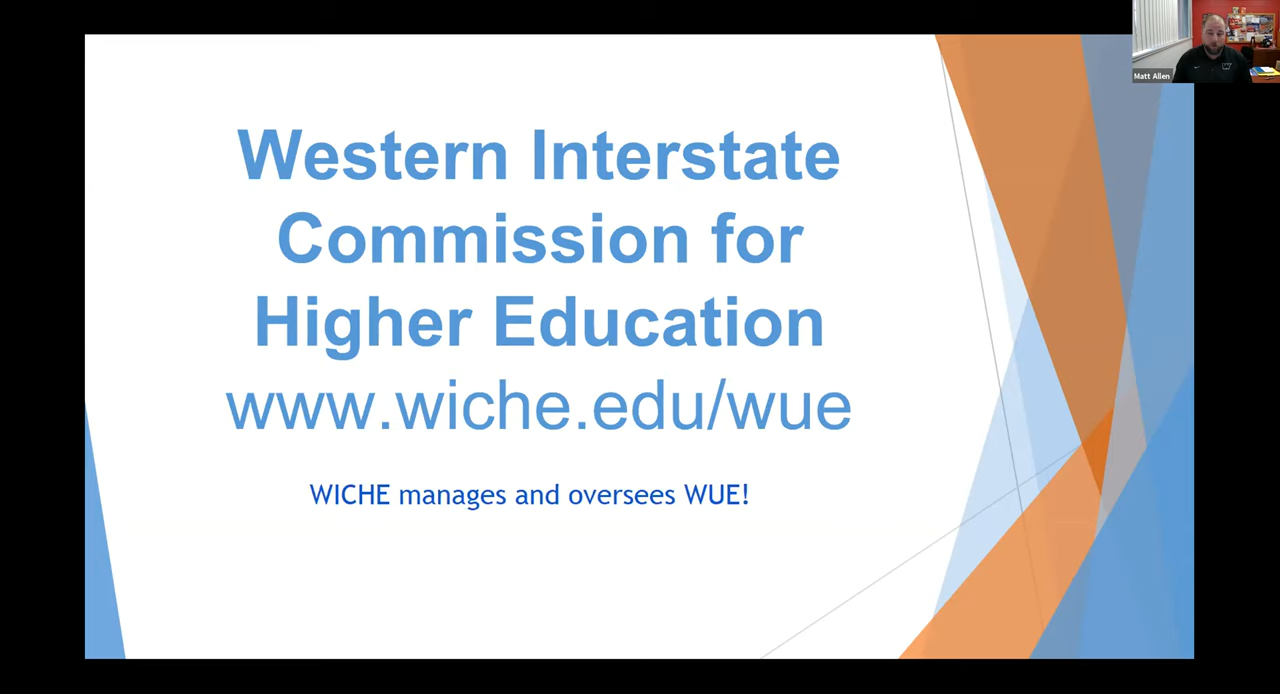 Matt Allen
Western Interstate
Commission for
Higher Education
www.wiche.edu/wue
WICHE manages and oversees WUE!